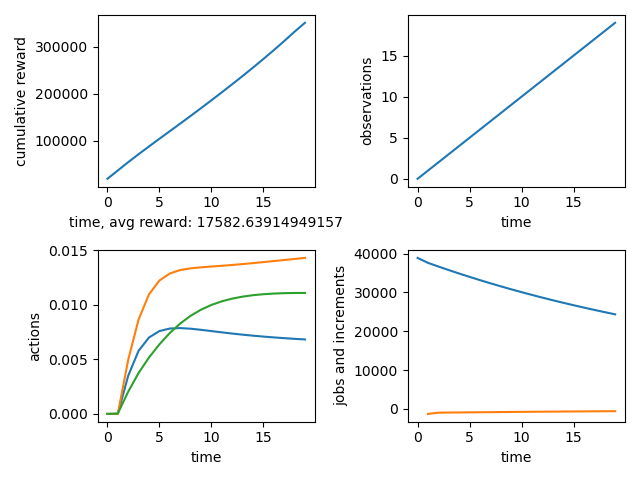 cumulative reward
300000
200000
100000
0 5 10 15
time, avg reward: 17582.63914949157
observations
15
10
5
0
0 5 10 15
time
actions
0.015
0.010
0.005
0.000
0 5 10 15
time
jobs and increments
40000
30000
20000
10000
0
0 5 10 15
time